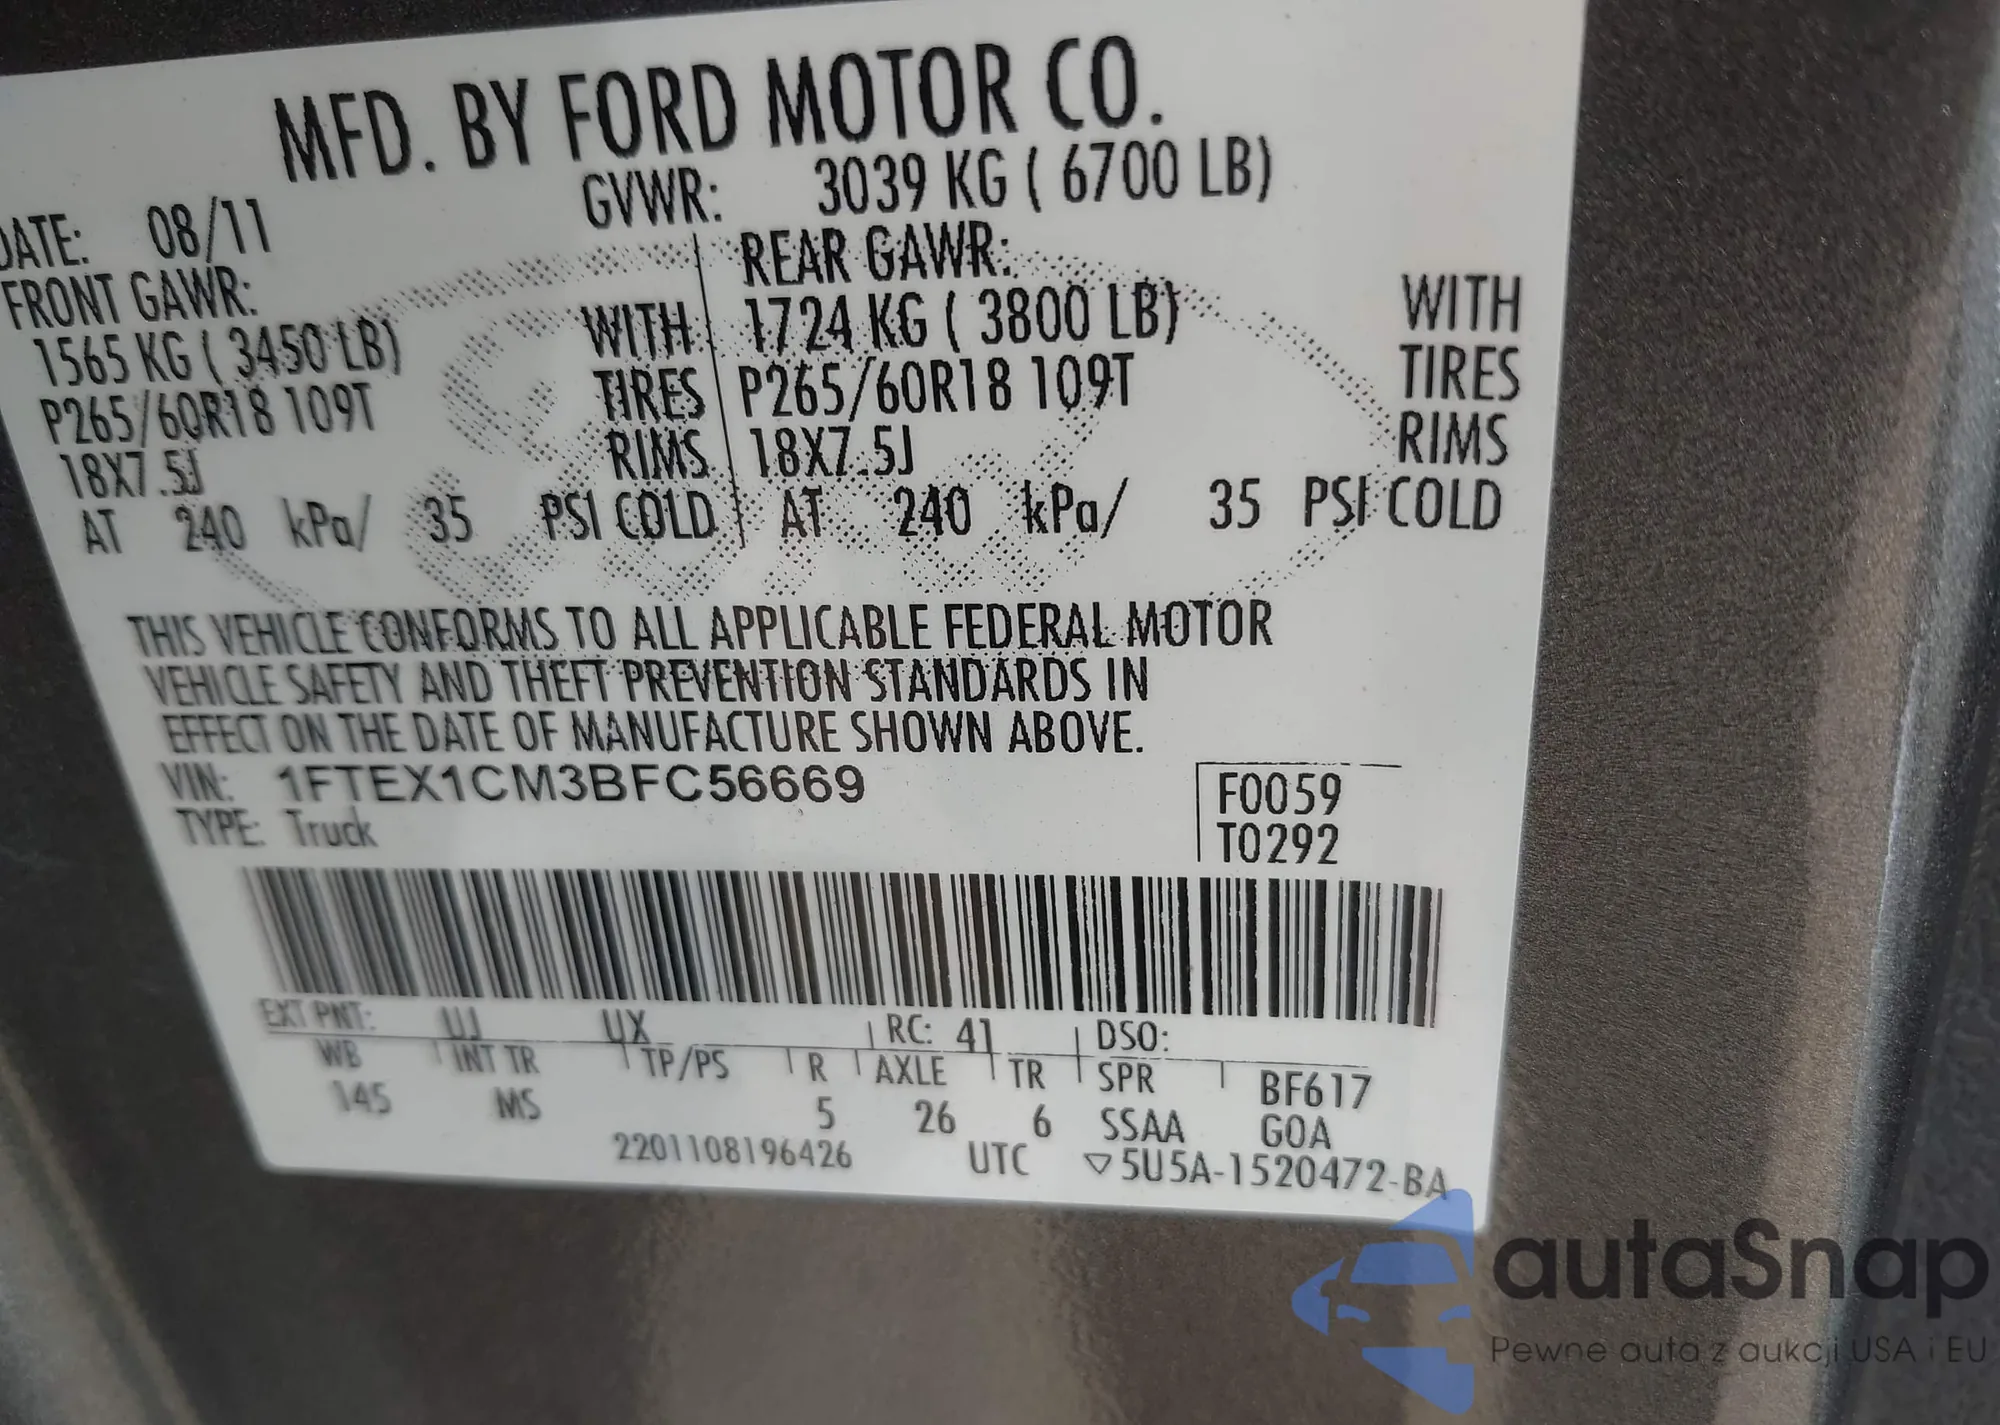 MFD. BY FORD MOTOR CO.
DATE: 08/11 GVWR: 3039 KG ( 6700 LB)
FRONT GAWR: REAR GAWR:
1565 KG ( 3450 LB) WITH 1724 KG ( 3800 LB) WITH
P265/60R18 109T TIRES P265/60R18 109T TIRES
18X7.5J RIMS 18X7.5J RIMS
AT 240 kPa/ 35 PSI COLD AT 240 kPa/ 35 PSI COLD
THIS VEHICLE CONFORMS TO ALL APPLICABLE FEDERAL MOTOR
VEHICLE SAFETY AND THEFT PREVENTION STANDARDS IN
EFFECT ON THE DATE OF MANUFACTURE SHOWN ABOVE.
VIN: 1FTEX1CM3BFC56669 F0059
TYPE: Truck T0292
EXT PNT: UJ UX RC: 41 DSO:
WB INT TR TP/PS R AXLE TR SPR BF617
145 MS 5 26 6 SSAA GOA
2201108196426 UTC ▽5U5A-1520472-BA
autaSnap
Pewne auta z aukcji USA i EU